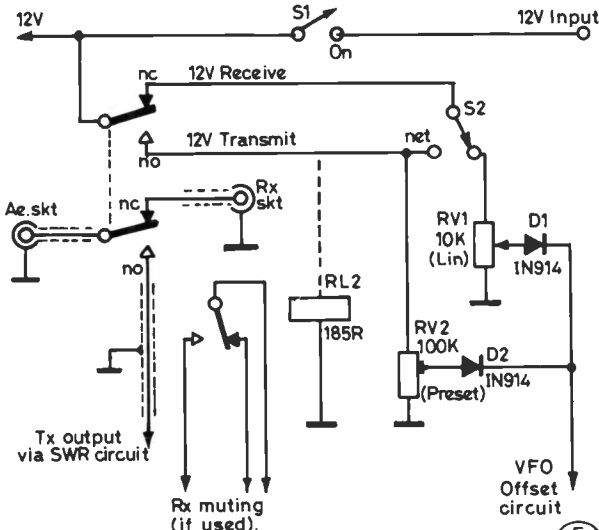 12V
S1
12V Input
On
nc
12V Receive
S2
net
12V Transmit
no
Ae.skt
nc
Rx
skt
no
RV1
10K
(Lin)
D1
IN914
RL2
185R
RV2
100K
(Preset)
D2
IN914
Tx output
via SWR circuit
Rx muting
(if used).
VFO
Offset
circuit